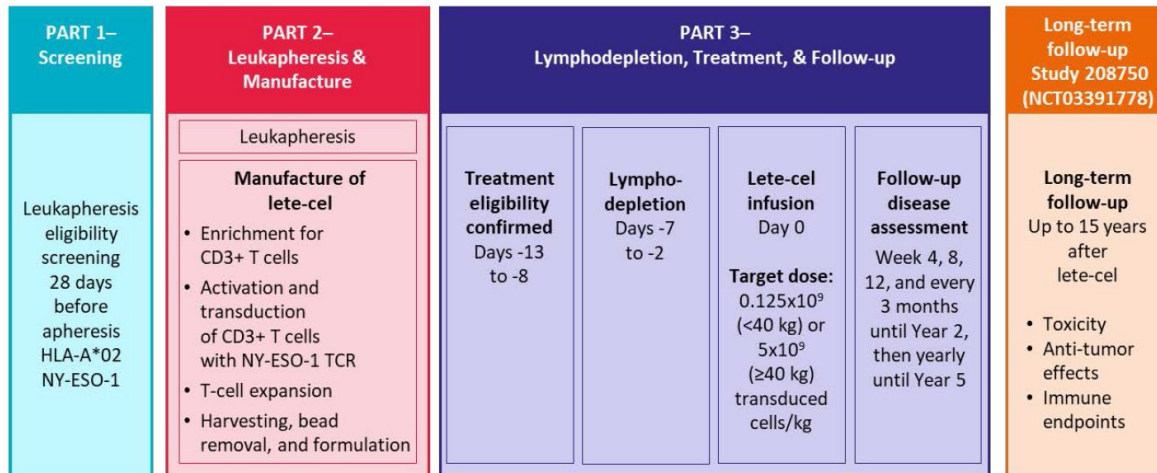 PART 1–
Screening
Leukapheresis
eligibility
screening
28 days
before
apheresis
HLA-A*02
NY-ESO-1
PART 2–
Leukapheresis &
Manufacture
Leukapheresis
Manufacture of
lete-cel
• Enrichment for
CD3+ T cells
• Activation and
transduction
of CD3+ T cells
with NY-ESO-1 TCR
• T-cell expansion
• Harvesting, bead
removal, and formulation
PART 3–
Lymphodepletion, Treatment, & Follow-up
Treatment
eligibility
confirmed
Days -13
to -8
Lympho-
depletion
Days -7
to -2
Lete-cel
infusion
Day 0
Target dose:
0.125x10⁹
(<40 kg) or
5x10⁹
(≥40 kg)
transduced
cells/kg
Follow-up
disease
assessment
Week 4, 8,
12, and every
3 months
until Year 2,
then yearly
until Year 5
Long-term
follow-up
Study 208750
(NCT03391778)
Long-term
follow-up
Up to 15 years
after
lete-cel
• Toxicity
• Anti-tumor
effects
• Immune
endpoints